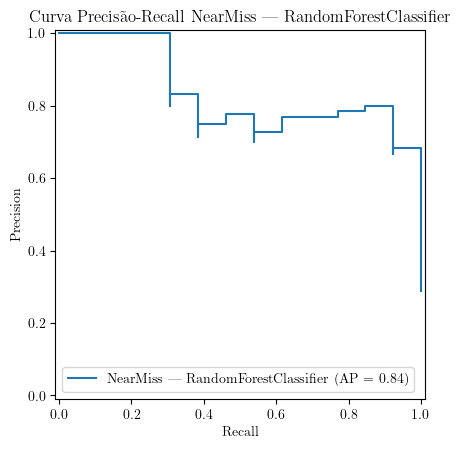 Curva Precisão-Recall NearMiss — RandomForestClassifier
1.0
0.8
0.6
0.4
0.2
0.0
Precision
NearMiss — RandomForestClassifier (AP = 0.84)
0.0 0.2 0.4 0.6 0.8 1.0
Recall